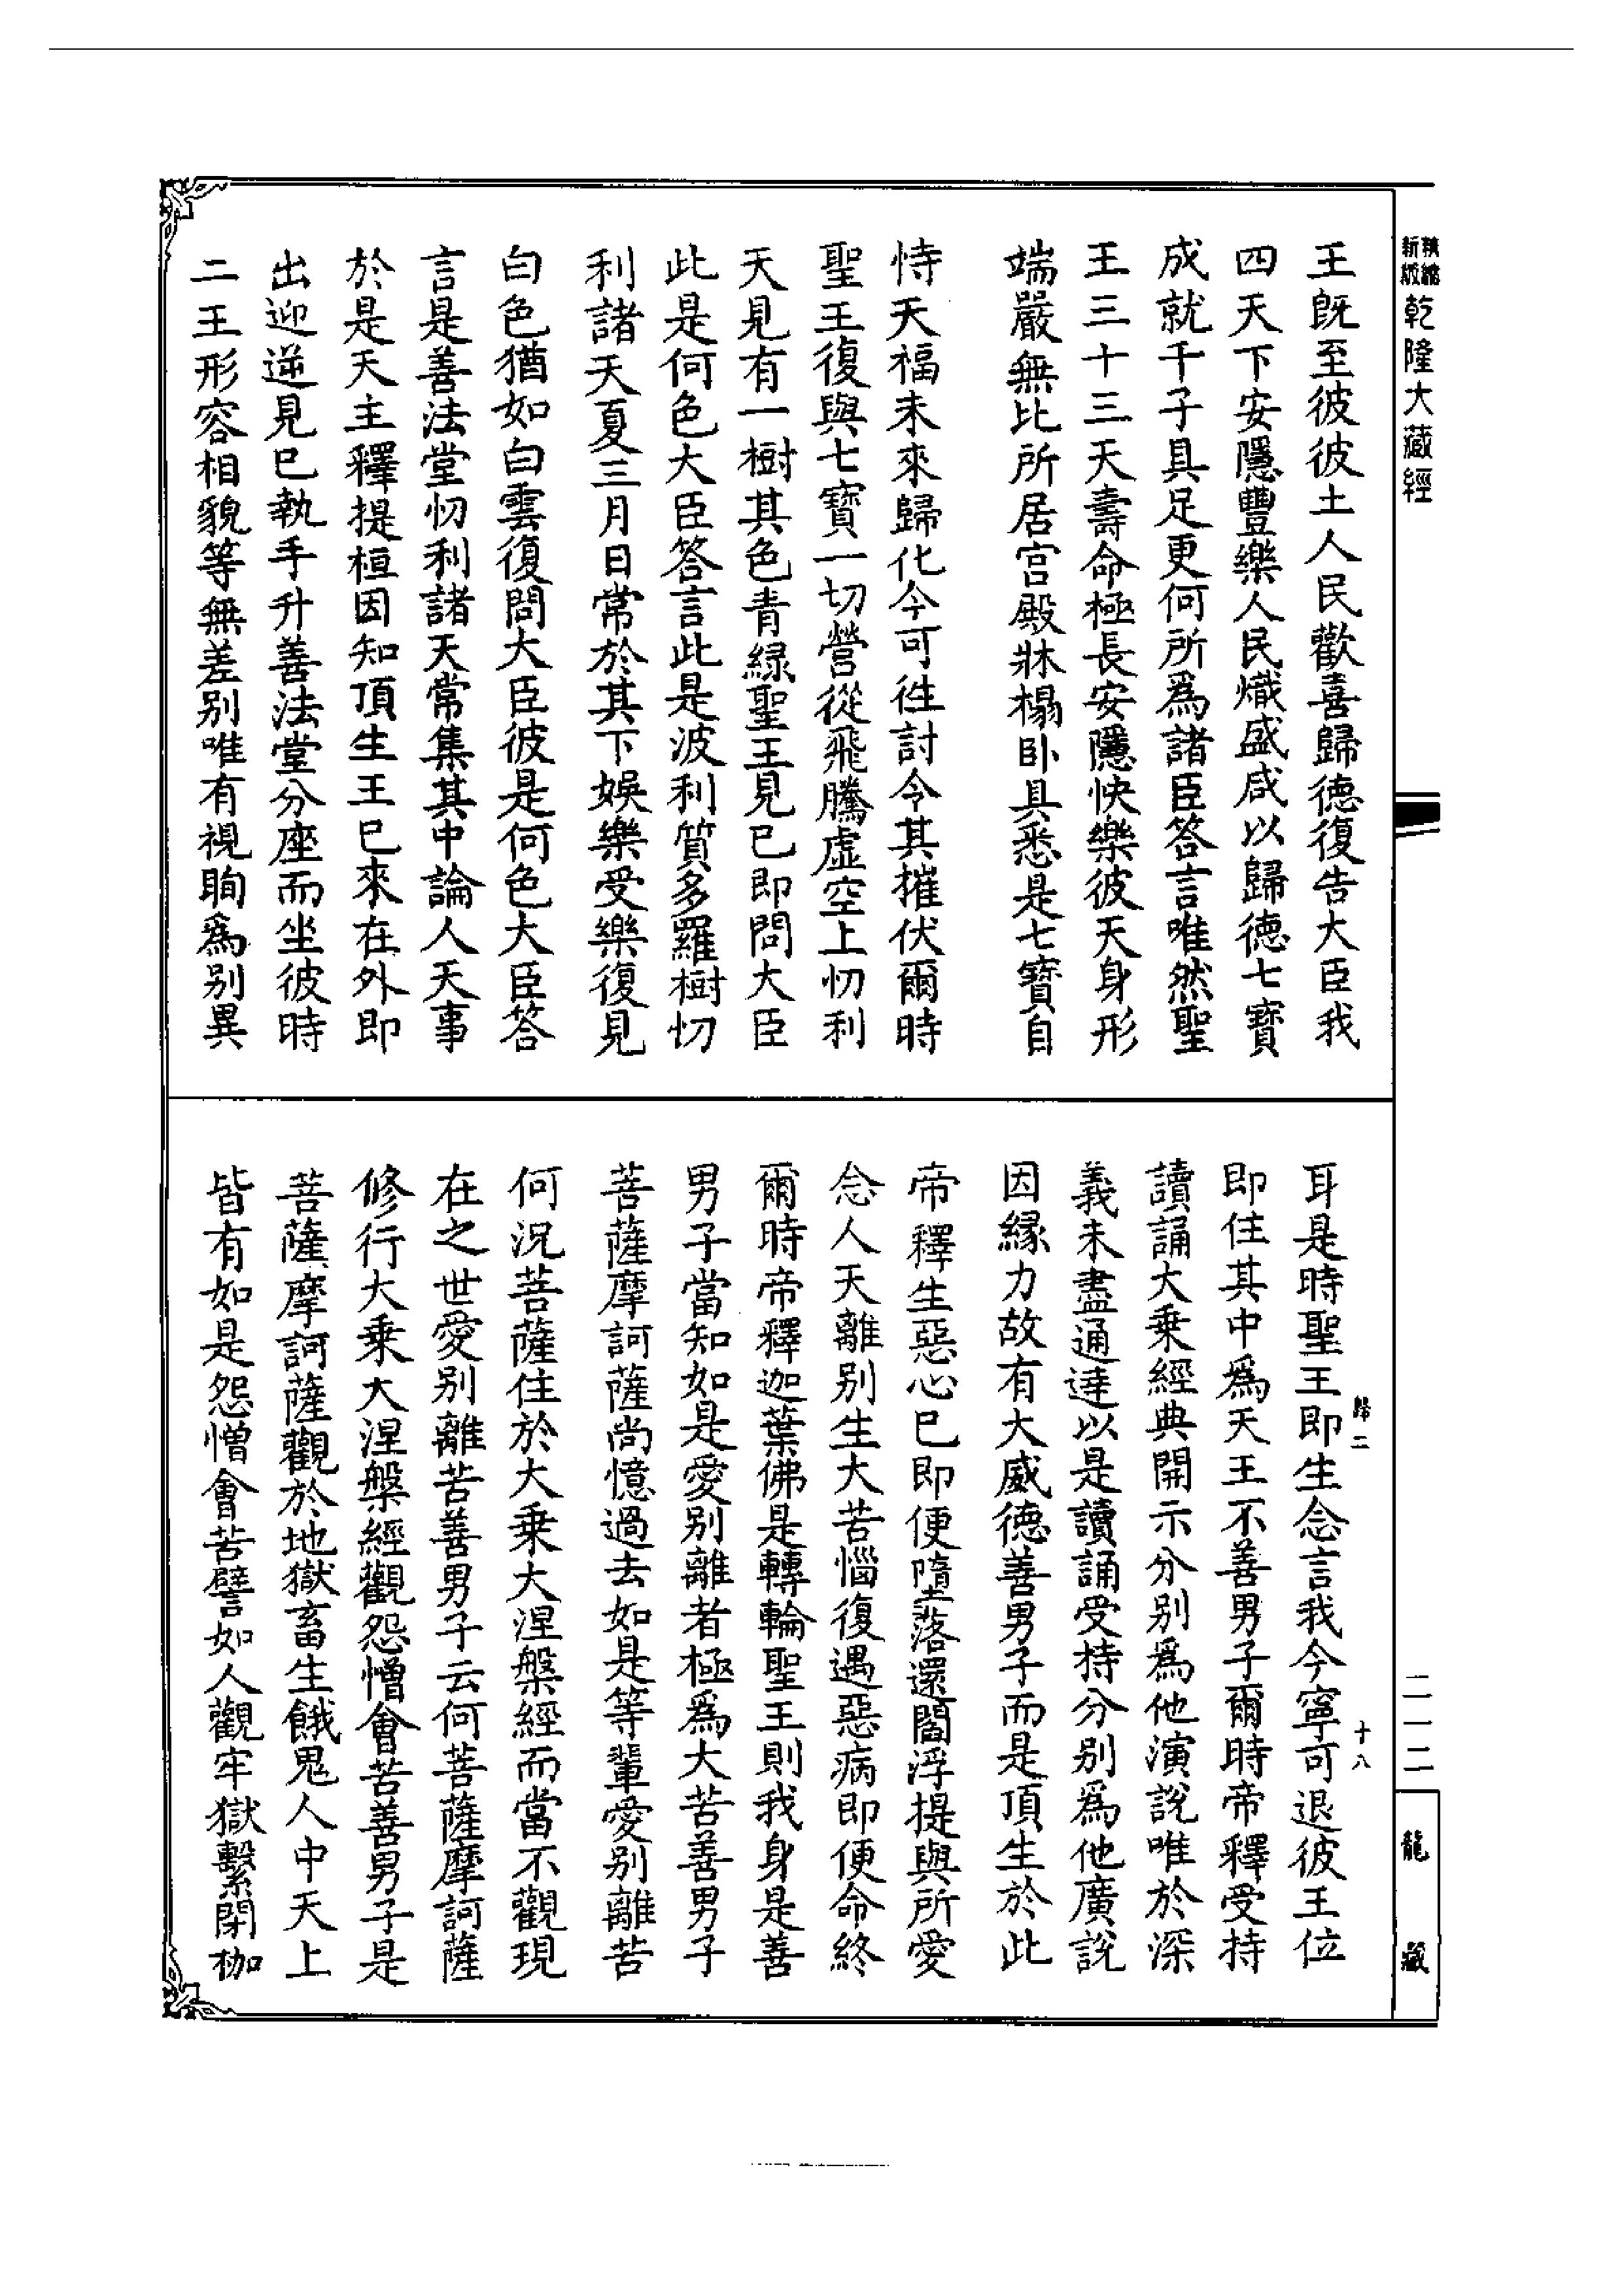 新縮
版
乾隆大藏經
王既至彼彼土人民歡喜歸德復告大臣我
四天下安隱豐樂人民熾盛咸以歸德七寶
成就千子具足更何所爲諸臣答言唯然聖
王三十三天壽命極長安隱快樂彼天身形
端嚴無比所居宮殿牀榻臥具悉是七寶自
恃天福未來歸化今可往討令其摧伏爾時
聖王復與七寶一切營從飛騰虛空上忉利
天見有一樹其色青綠聖王見已即問大臣
此是何色大臣答言此是波利質多羅樹忉
利諸天夏三月日常於其下娛樂受樂復見
白色猶如白雲復問大臣彼是何色大臣答
言是善法堂忉利諸天常集其中論人天事
於是天主釋提桓因知頂生王已來在外即
出迎逆見已執手升善法堂分座而坐彼時
二王形容相貌等無差別唯有視眴爲別異
歸二
十八
耳是時聖王即生念言我今寧可退彼王位
即住其中爲天王不善男子爾時帝釋受持
讀誦大乘經典開示分別爲他演說唯於深
義未盡通達以是讀誦受持分別爲他廣說
因緣力故有大威德善男子而是頂生於此
帝釋生惡心已即便墮落還閻浮提與所愛
念人天離別生大苦惱復遇惡病即便命終
爾時帝釋迦葉佛是轉輪聖王則我身是善
男子當知如是愛別離者極爲大苦善男子
菩薩摩訶薩尚憶過去如是等輩愛別離苦
何況菩薩住於大乘大涅槃經而當不觀現
在之世愛別離苦善男子云何菩薩摩訶薩
修行大乘大涅槃經觀怨憎會苦善男子是
菩薩摩訶薩觀於地獄畜生餓鬼人中天上
皆有如是怨憎會苦譬如人觀牢獄繫閉枷
二一二
龍藏